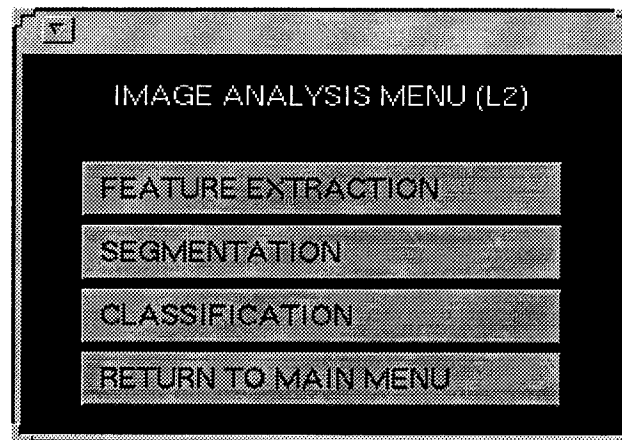 IMAGE ANALYSIS MENU (L2)
FEATURE EXTRACTION
SEGMENTATION
CLASSIFICATION
RETURN TO MAIN MENU